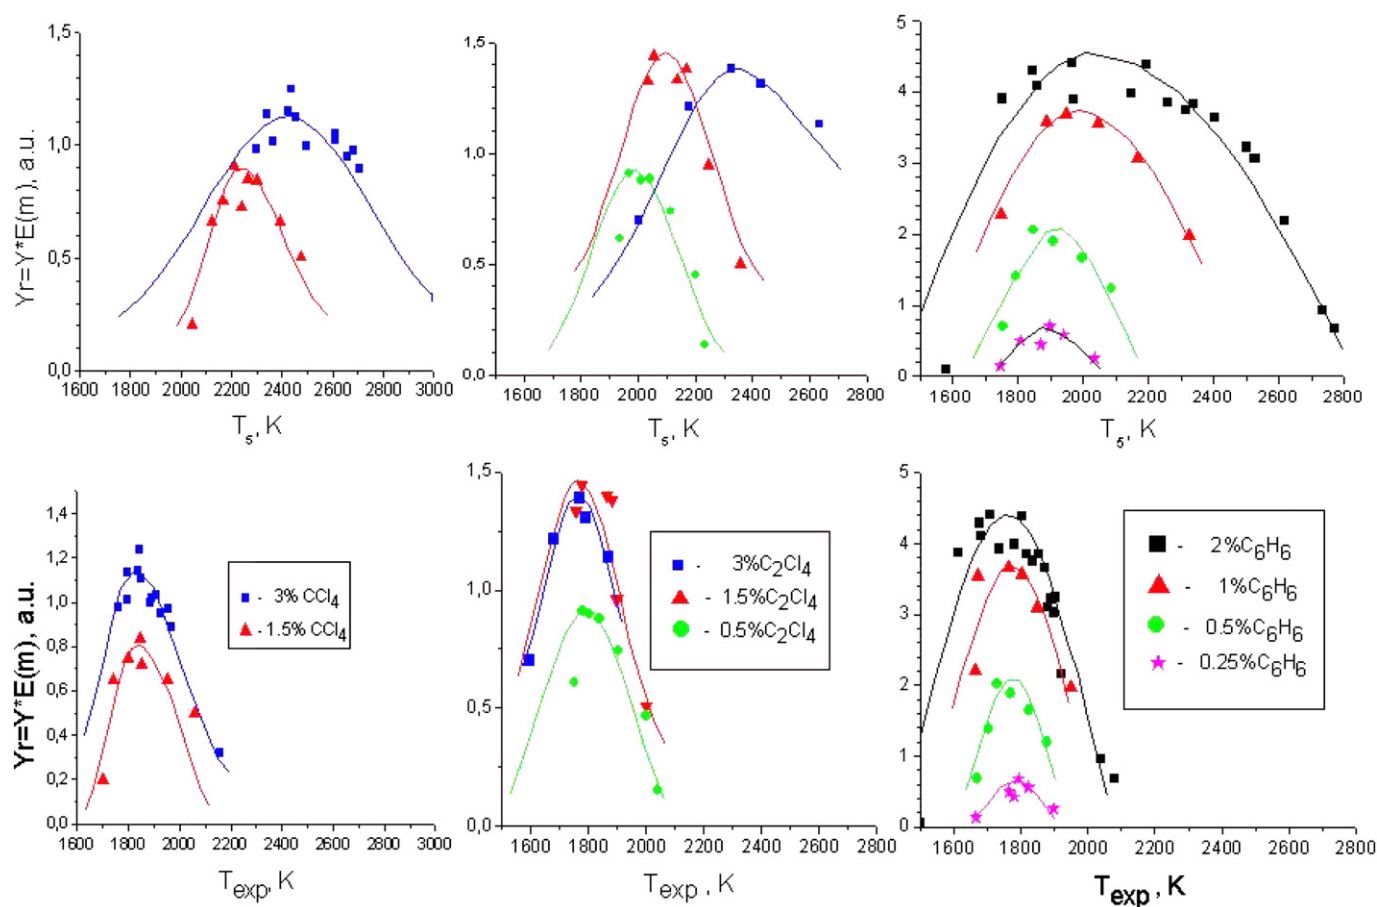 Yr=Y*E(m), a.u.
1,5
1,0
0,5
0,0
1600 1800 2000 2200 2400 2600 2800 3000
T_s, K
1,5
1,0
0,5
0,0
1600 1800 2000 2200 2400 2600 2800
T_s, K
5
4
3
2
1
0
1600 1800 2000 2200 2400 2600 2800
T_s, K
Yr=Y*E(m), a.u.
1,4
1,2
1,0
0,8
0,6
0,4
0,2
0,0
1600 1800 2000 2200 2400 2600 2800 3000
T_exp, K
- 3% CCl4
- 1.5% CCl4
1,5
1,0
0,5
0,0
1600 1800 2000 2200 2400 2600 2800
T_exp , K
- 3%C2Cl4
- 1.5%C2Cl4
- 0.5%C2Cl4
5
4
3
2
1
0
1600 1800 2000 2200 2400 2600 2800
T_exp , K
- 2%C6H6
- 1%C6H6
- 0.5%C6H6
- 0.25%C6H6